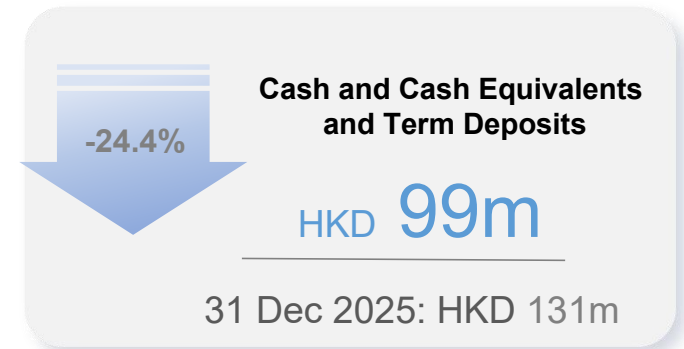 -24.4%
Cash and Cash Equivalents
and Term Deposits
HKD 99m
31 Dec 2025: HKD 131m